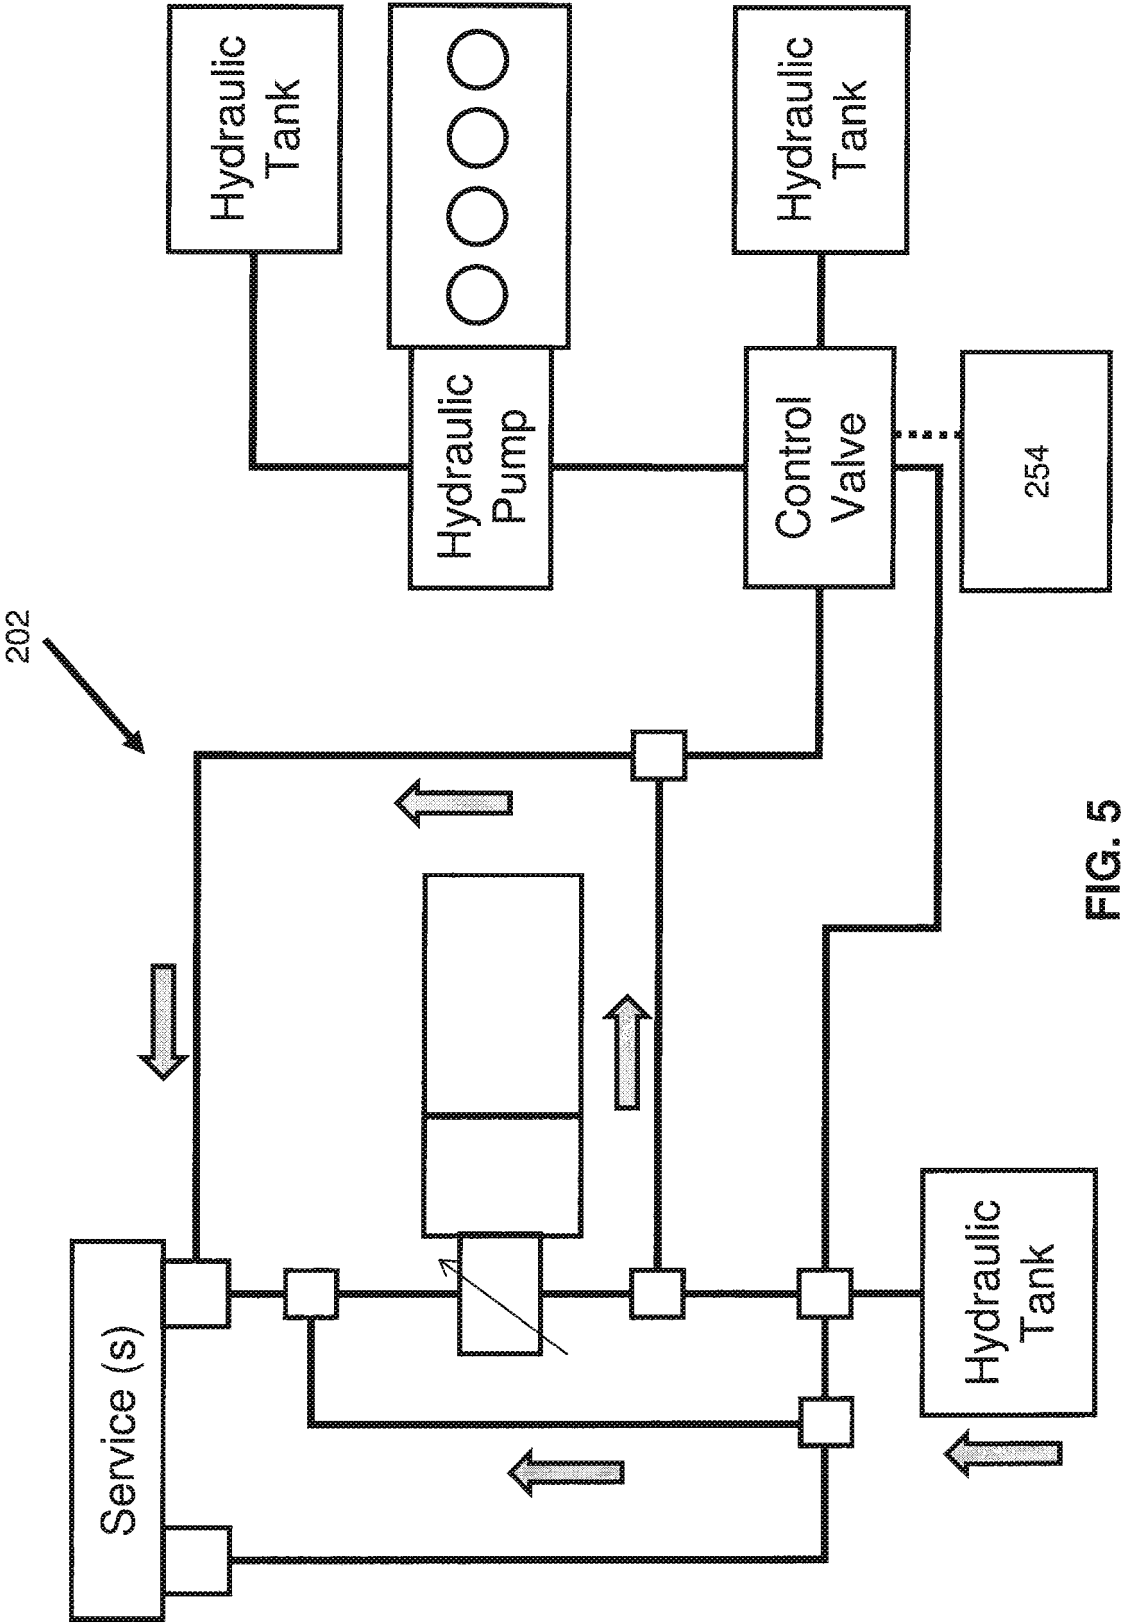 202
Service (s)
Hydraulic
Tank
Hydraulic
Pump
Control
Valve
Hydraulic
Tank
254
Hydraulic
Tank
FIG. 5